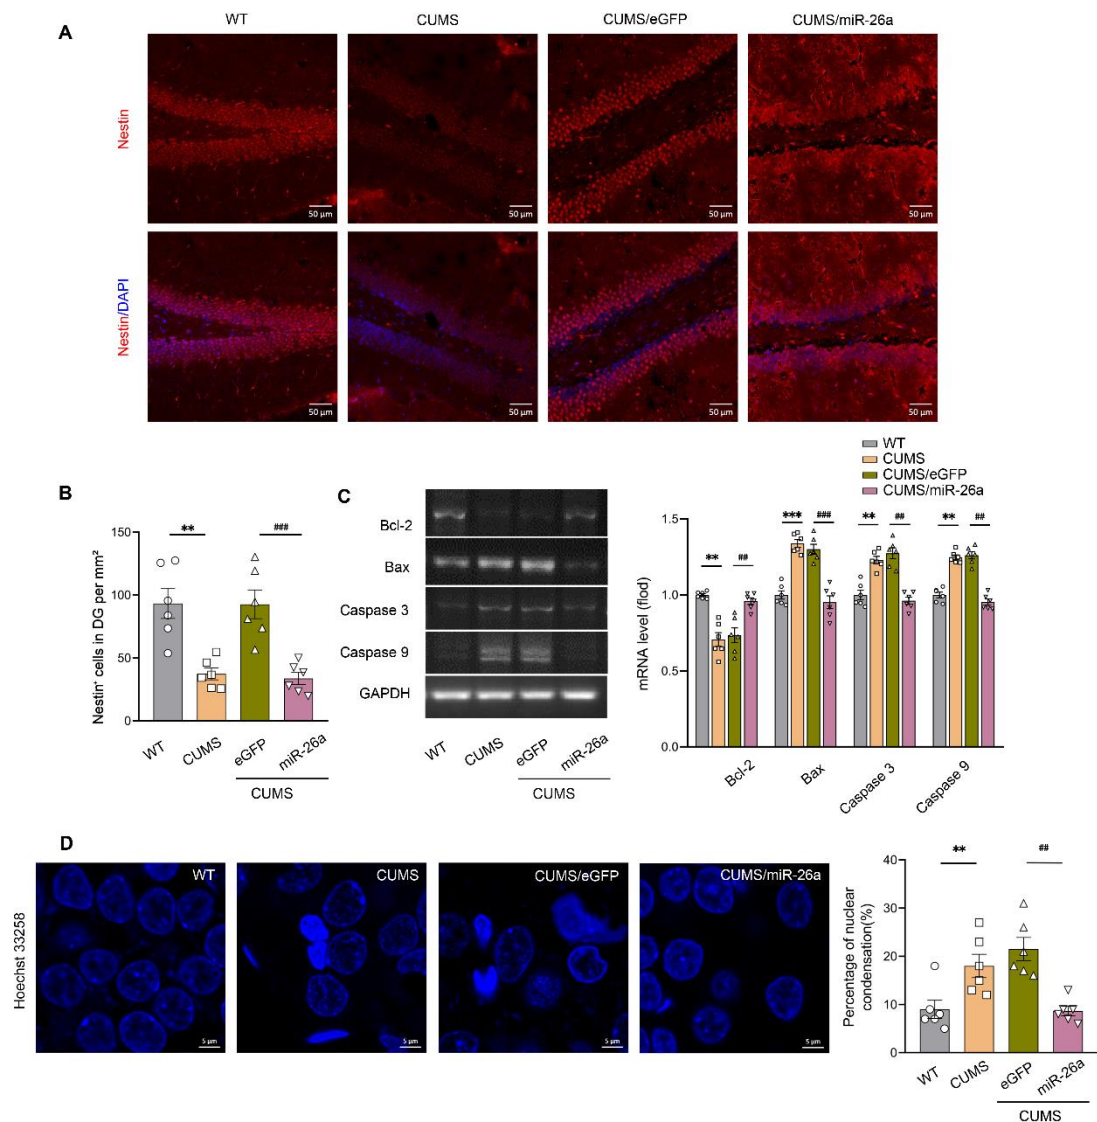 WT CUMS CUMS/eGFP CUMS/miR-26a
A
Nestin
50 µm 50 µm 50 µm 50 µm
Nestin/DAPI
50 µm 50 µm 50 µm 50 µm
WT
CUMS
CUMS/eGFP
CUMS/miR-26a
B
Nestin⁺ cells in DG per mm²
150
100
50
0
** ###
WT CUMS eGFP miR-26a
CUMS
C
Bcl-2
Bax
Caspase 3
Caspase 9
GAPDH
WT CUMS eGFP miR-26a
CUMS
mRNA level (flod)
1.5
1.0
0.5
0.0
** ## *** ### ** ## ** ##
Bcl-2 Bax Caspase 3 Caspase 9
D
Hoechst 33258
WT CUMS CUMS/eGFP CUMS/miR-26a
5 µm 5 µm 5 µm 5 µm
Percentage of nuclear
condensation(%)
40
30
20
10
0
** ##
WT CUMS eGFP miR-26a
CUMS